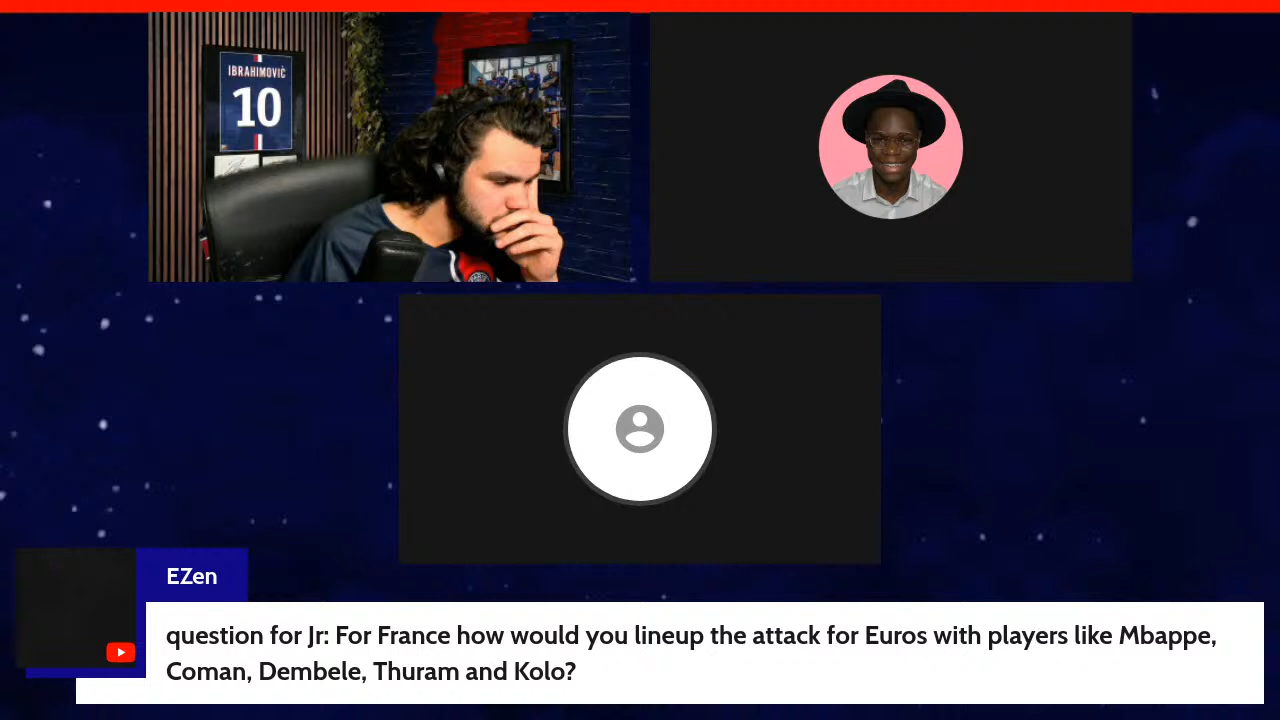 IBRAHIMOVIĆ
10
EZen
question for Jr: For France how would you lineup the attack for Euros with players like Mbappe,
Coman, Dembele, Thuram and Kolo?